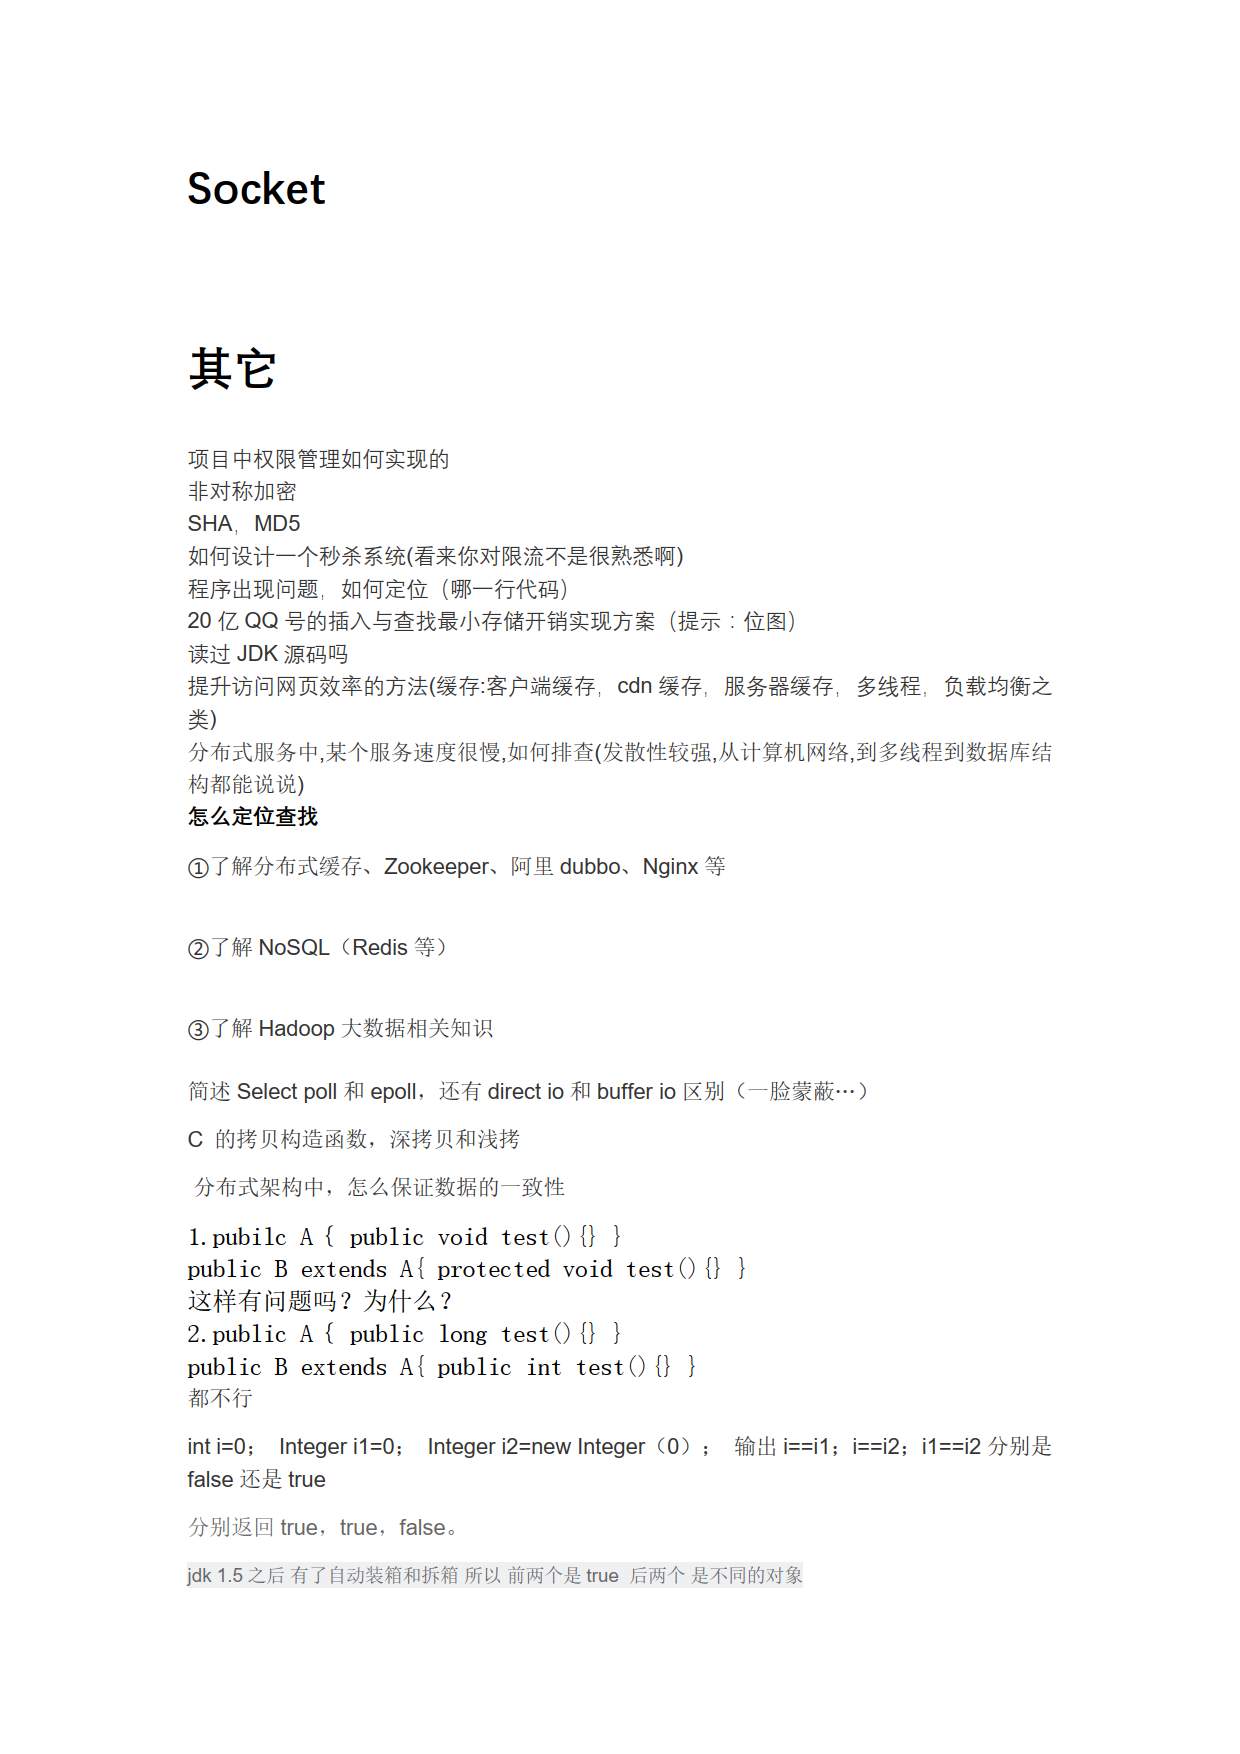 Socket
其它
项目中权限管理如何实现的
非对称加密
SHA，MD5
如何设计一个秒杀系统(看来你对限流不是很熟悉啊)
程序出现问题，如何定位（哪一行代码）
20 亿 QQ 号的插入与查找最小存储开销实现方案（提示：位图）
读过 JDK 源码吗
提升访问网页效率的方法(缓存:客户端缓存，cdn 缓存，服务器缓存，多线程，负载均衡之
类)
分布式服务中,某个服务速度很慢,如何排查(发散性较强,从计算机网络,到多线程到数据库结
构都能说说)
怎么定位查找
①了解分布式缓存、Zookeeper、阿里 dubbo、Nginx 等
②了解 NoSQL（Redis 等）
③了解 Hadoop 大数据相关知识
简述 Select poll 和 epoll，还有 direct io 和 buffer io 区别（一脸蒙蔽…）
C  的拷贝构造函数，深拷贝和浅拷
分布式架构中，怎么保证数据的一致性
1.pubilc A { public void test(){} }
public B extends A{ protected void test(){} }
这样有问题吗？为什么？
2.public A { public long test(){} }
public B extends A{ public int test(){} }
都不行
int i=0； Integer i1=0； Integer i2=new Integer（0）； 输出 i==i1；i==i2；i1==i2 分别是
false 还是 true
分别返回 true，true，false。
jdk 1.5 之后 有了自动装箱和拆箱 所以 前两个是 true  后两个 是不同的对象